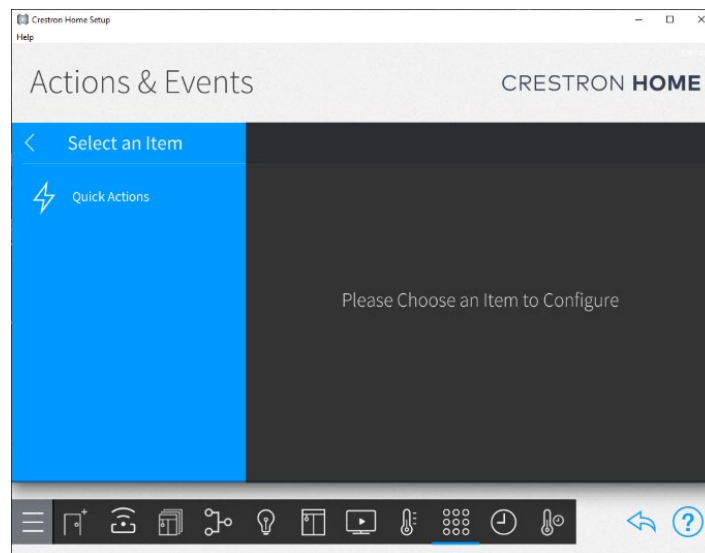 Crestron Home Setup
Help
Actions & Events
CRESTRON HOME
Select an Item
Quick Actions
Please Choose an Item to Configure
?